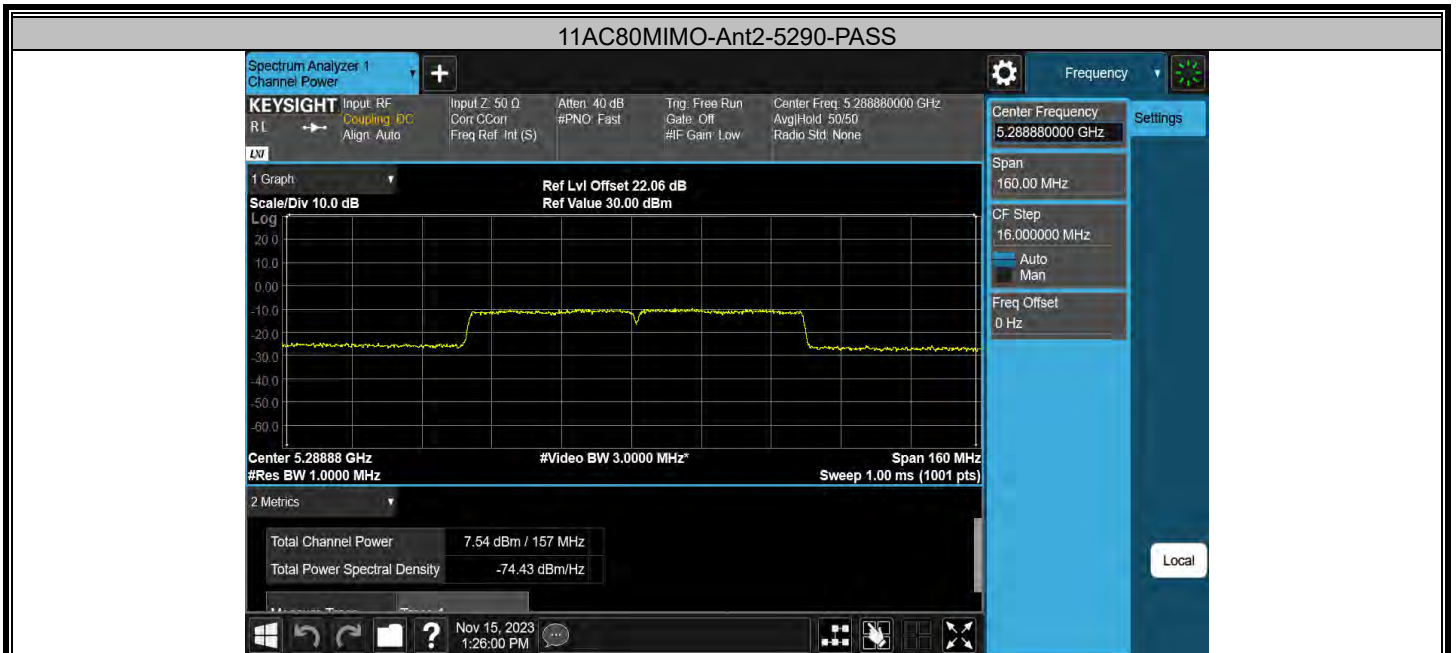 11AC80MIMO-Ant2-5290-PASS
Spectrum Analyzer 1
Channel Power
Frequency
KEYSIGHT
RL
LXI
Input: RF
Coupling: DC
Align: Auto
Input Z: 50 Ω
Corr CCorr
Freq Ref: Int (S)
Atten: 40 dB
#PNO: Fast
Trig: Free Run
Gate: Off
#IF Gain: Low
Center Freq: 5.288880000 GHz
Avg|Hold: 50/50
Radio Std: None
Center Frequency
5.288880000 GHz
Settings
Span
160.00 MHz
CF Step
16.000000 MHz
Auto
Man
Freq Offset
0 Hz
Local
1 Graph
Scale/Div 10.0 dB
Ref Lvl Offset 22.06 dB
Ref Value 30.00 dBm
Log
20.0
10.0
0.00
-10.0
-20.0
-30.0
-40.0
-50.0
-60.0
Center 5.28888 GHz
#Video BW 3.0000 MHz*
Span 160 MHz
#Res BW 1.0000 MHz
Sweep 1.00 ms (1001 pts)
2 Metrics
Total Channel Power 7.54 dBm / 157 MHz
Total Power Spectral Density -74.43 dBm/Hz
Nov 15, 2023
1:26:00 PM